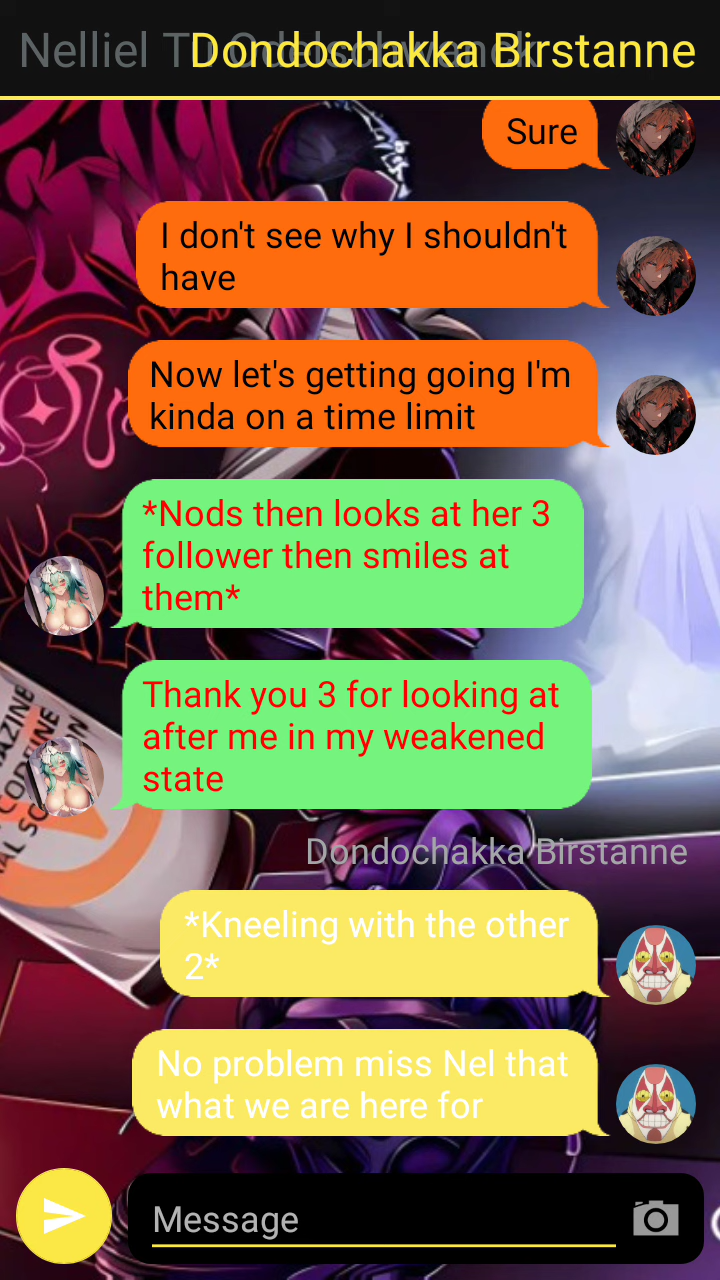 Nelliel Tu Odelschwanck
Dondochakka Birstanne
Sure
I don't see why I shouldn't
have
Now let's getting going I'm
kinda on a time limit
*Nods then looks at her 3
follower then smiles at
them*
Thank you 3 for looking at
after me in my weakened
state
Dondochakka Birstanne
*Kneeling with the other
2*
No problem miss Nel that
what we are here for
Message